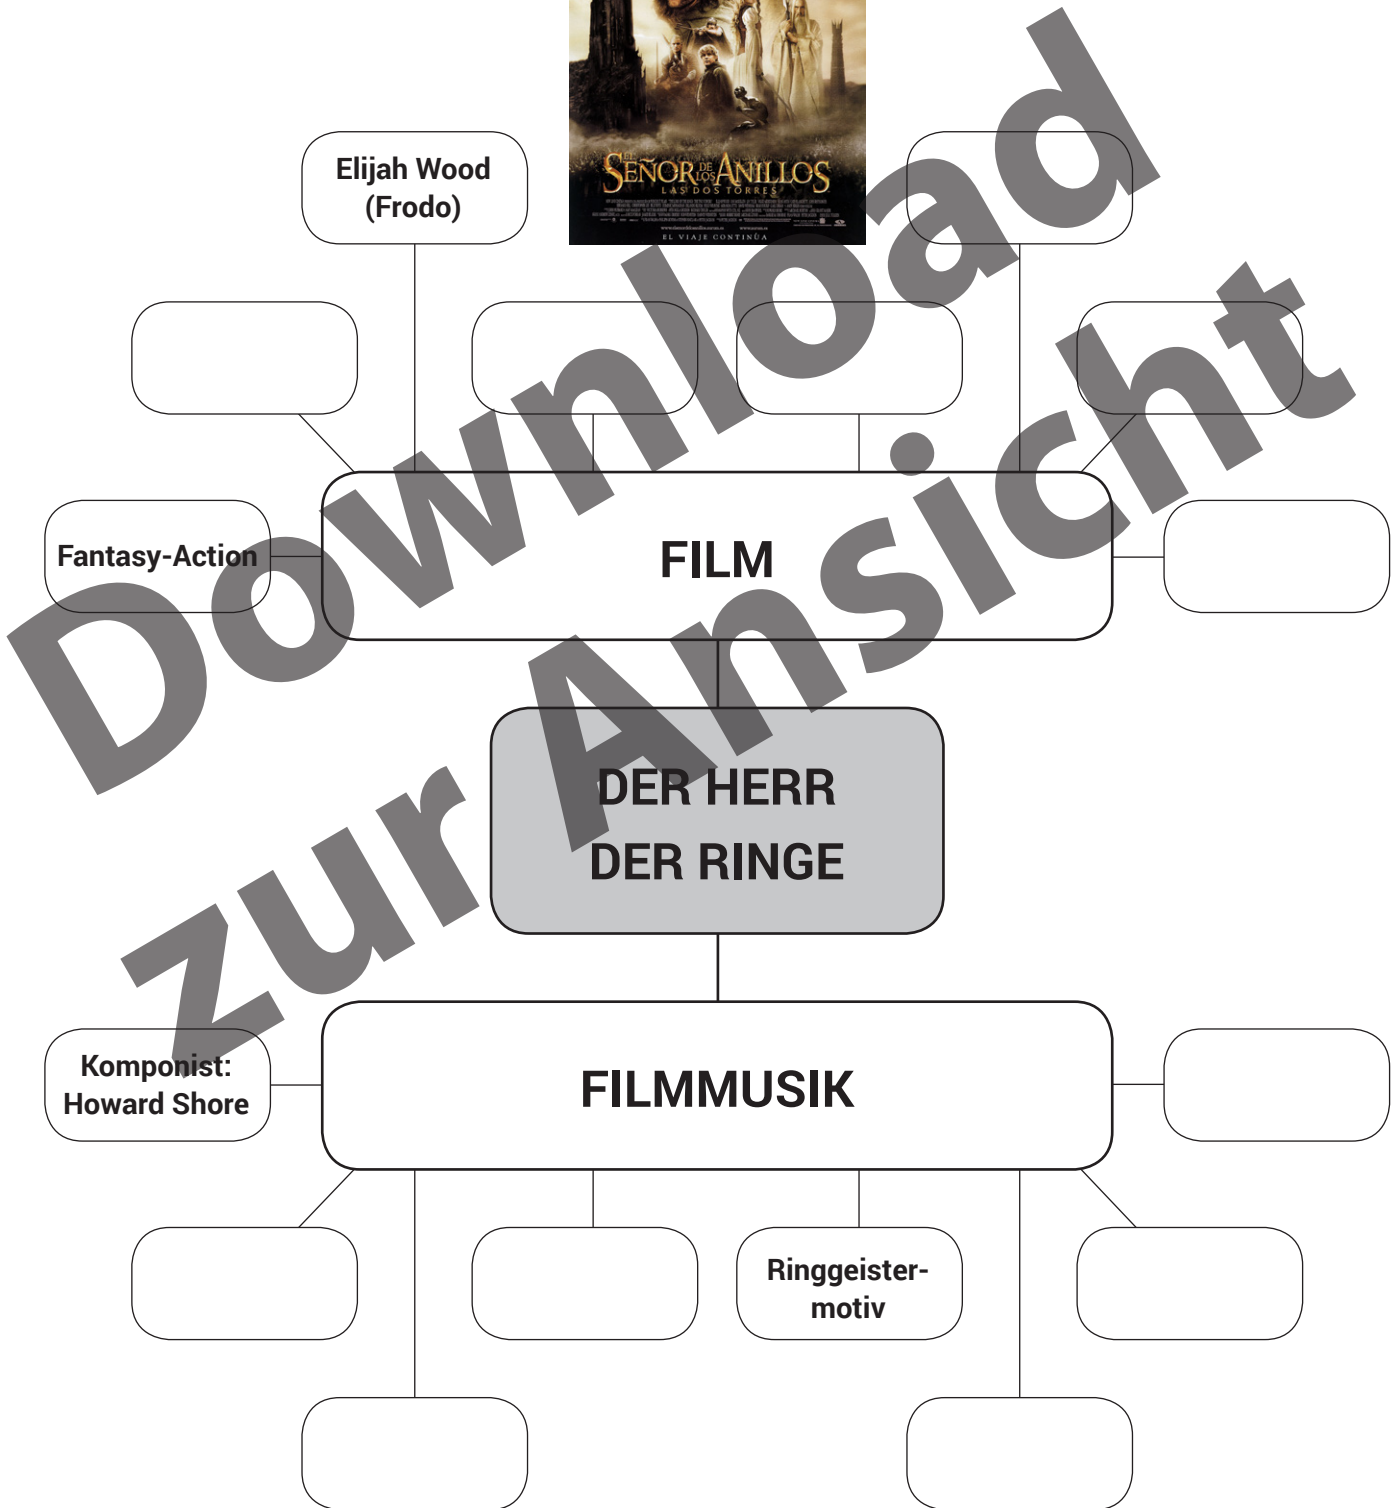 EL SEÑOR DE LOS ANILLOS
LAS DOS TORRES
EL VIAJE CONTINÚA
Elijah Wood
(Frodo)
Fantasy-Action
FILM
DER HERR
DER RINGE
Komponist:
Howard Shore
FILMMUSIK
Ringgeister-
motiv
Download
zur Ansicht